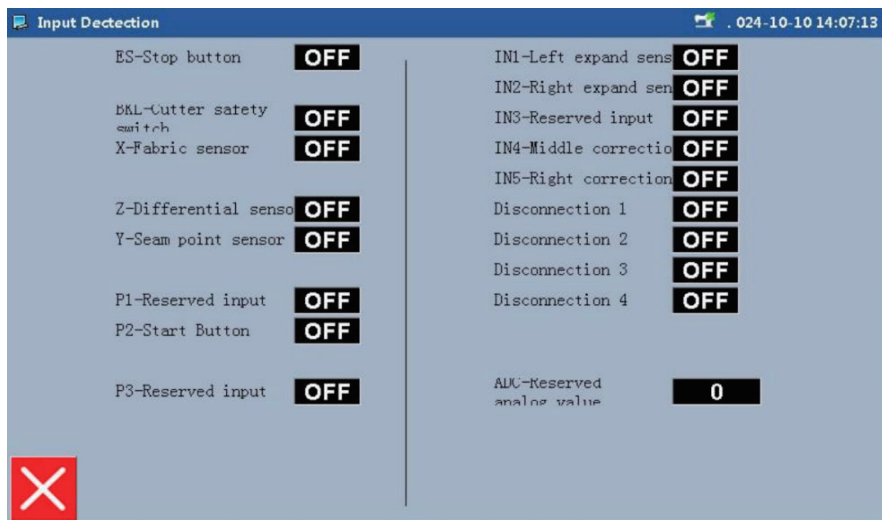 Input Dectection
. 024-10-10 14:07:13
ES-Stop button OFF
BKL-Cutter safety
switch OFF
X-Fabric sensor OFF
Z-Differential senso OFF
Y-Seam point sensor OFF
P1-Reserved input OFF
P2-Start Button OFF
P3-Reserved input OFF
IN1-Left expand sens OFF
IN2-Right expand sen OFF
IN3-Reserved input OFF
IN4-Middle correctio OFF
IN5-Right correction OFF
Disconnection 1 OFF
Disconnection 2 OFF
Disconnection 3 OFF
Disconnection 4 OFF
ADC-Reserved
analog value 0